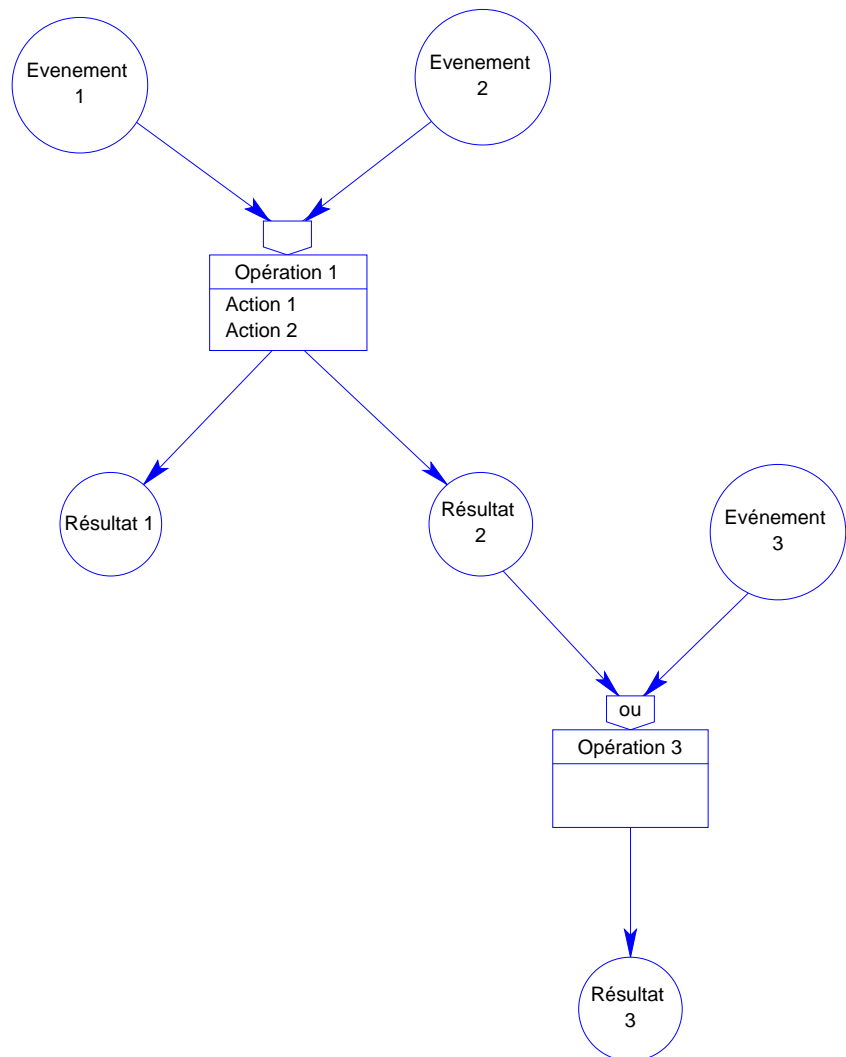 Evenement
1
Evenement
2
Opération 1
Action 1
Action 2
Résultat 1
Résultat
2
Evénement
3
ou
Opération 3
Résultat
3